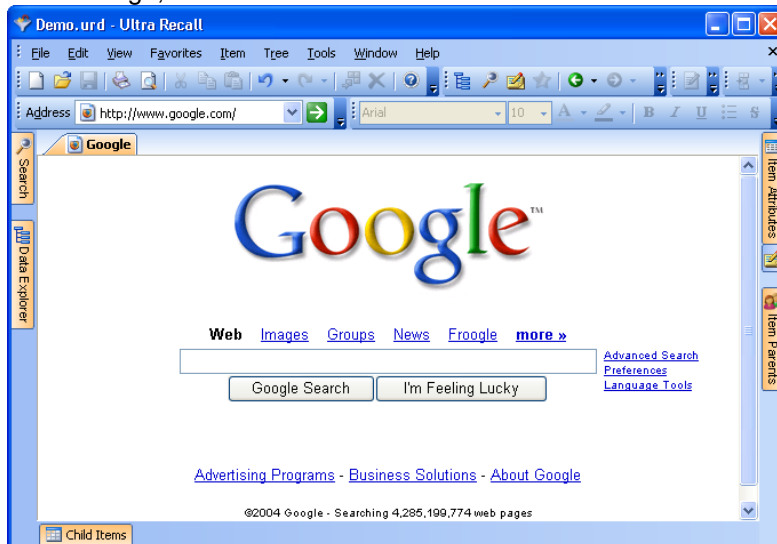 Demo.urd - Ultra Recall
File Edit View Favorites Item Tree Tools Window Help
Address http://www.google.com/ Arial 10 A B I U S
Google
Search
Data Explorer
Item Attributes
Item Parents
Google™
Web Images Groups News Froogle more »
Advanced Search
Preferences
Language Tools
Google Search I'm Feeling Lucky
Advertising Programs - Business Solutions - About Google
©2004 Google - Searching 4,285,199,774 web pages
Child Items